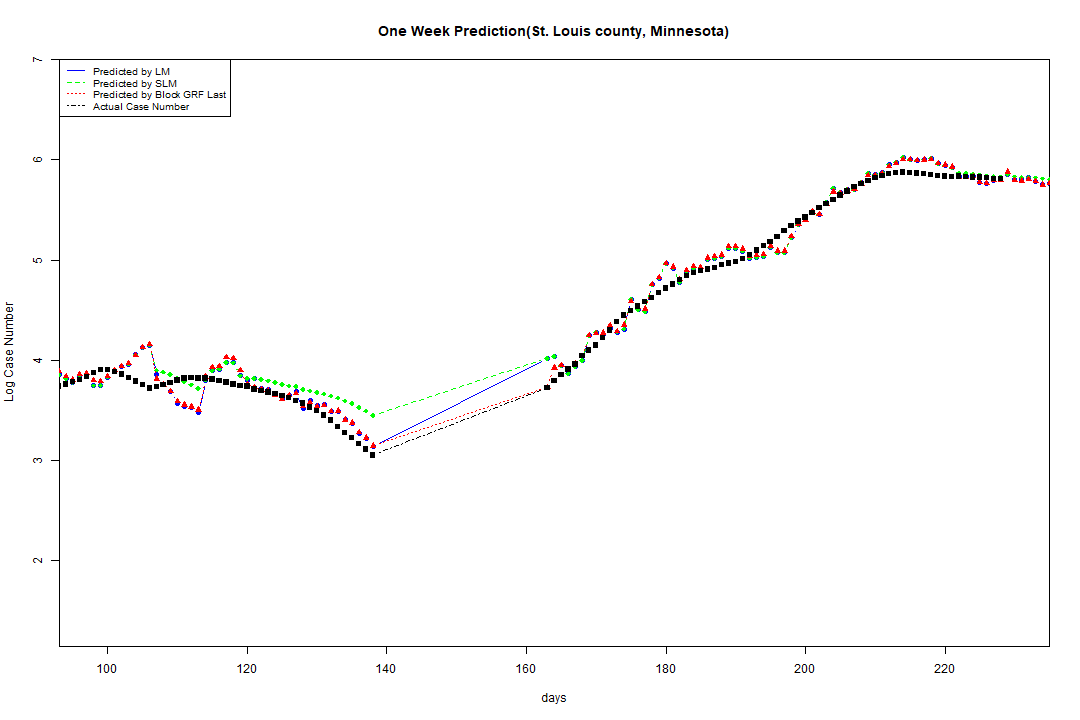 One Week Prediction(St. Louis county, Minnesota)
Predicted by LM
Predicted by SLM
Predicted by Block GRF Last
Actual Case Number
7
6
5
4
3
2
Log Case Number
100 120 140 160 180 200 220
days